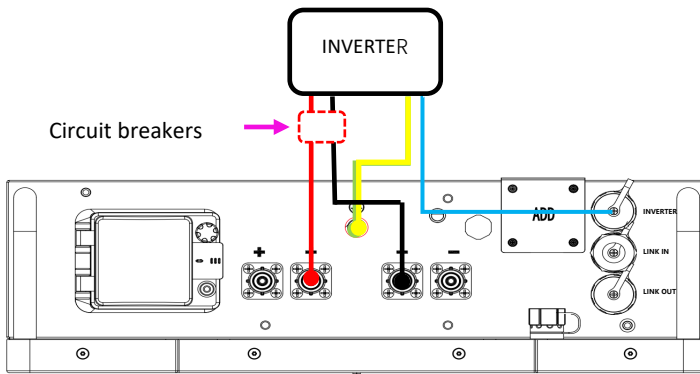 INVERTER
Circuit breakers
ADD
INVERTER
+ −
LINK IN
LINK OUT